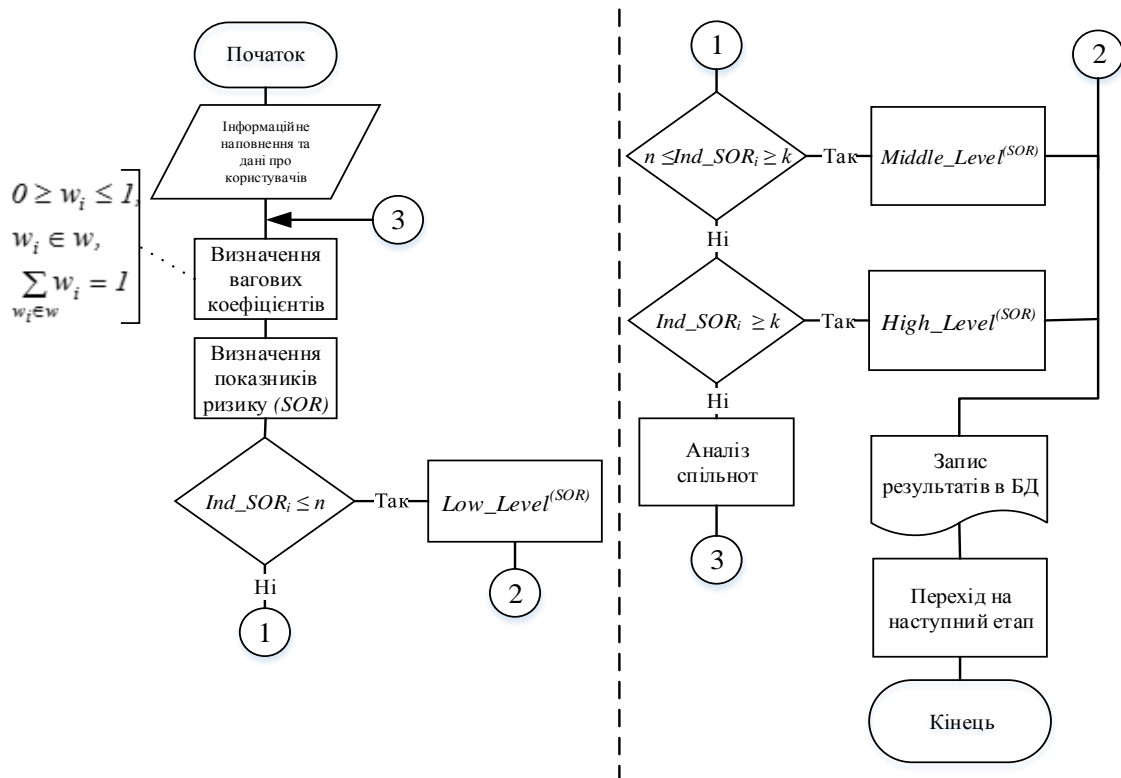 Початок
Інформаційне
наповнення та
дані про
користувачів
3
0 ≥ wᵢ ≤ 1,
wᵢ ∈ w,
∑ wᵢ = 1
wᵢ∈w
Визначення
вагових
коефіцієнтів
Визначення
показників
ризику (SOR)
Ind_SORᵢ ≤ n
Так
Low_Level⁽ˢᴼᴿ⁾
2
Ні
1
1
n ≤Ind_SORᵢ ≥ k
Так
Middle_Level⁽ˢᴼᴿ⁾
Ні
Ind_SORᵢ ≥ k
Так
High_Level⁽ˢᴼᴿ⁾
Ні
Аналіз
спільнот
3
2
Запис
результатів в БД
Перехід на
наступний етап
Кінець